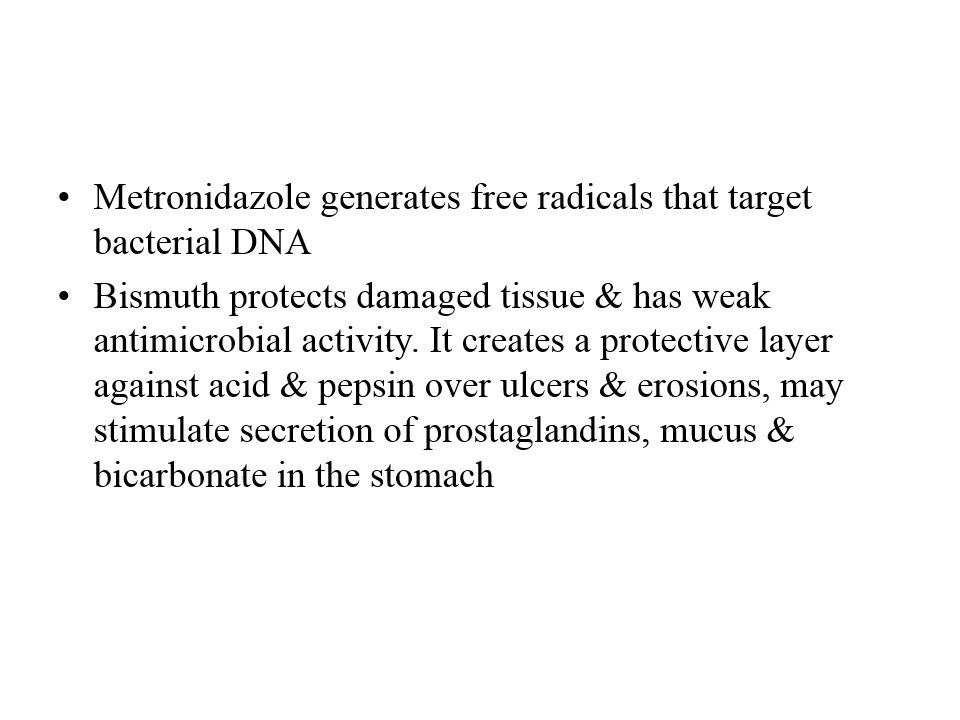 • Metronidazole generates free radicals that target
bacterial DNA
• Bismuth protects damaged tissue & has weak
antimicrobial activity. It creates a protective layer
against acid & pepsin over ulcers & erosions, may
stimulate secretion of prostaglandins, mucus &
bicarbonate in the stomach